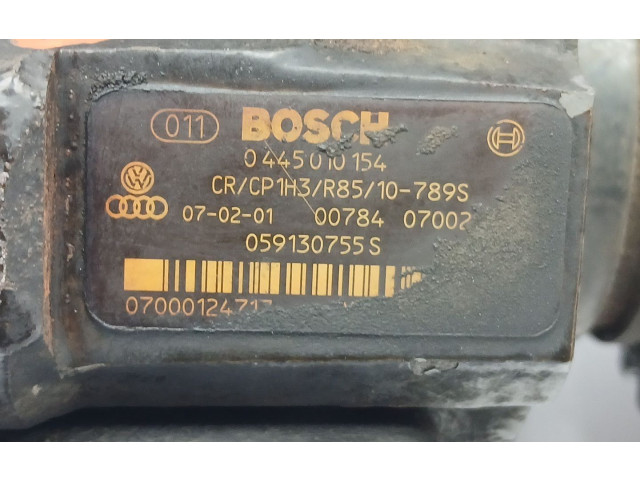 011 BOSCH
0 445 010 154
CR/CP1H3/R85/10-789S
07-02-01 00784 07002
059130755 S